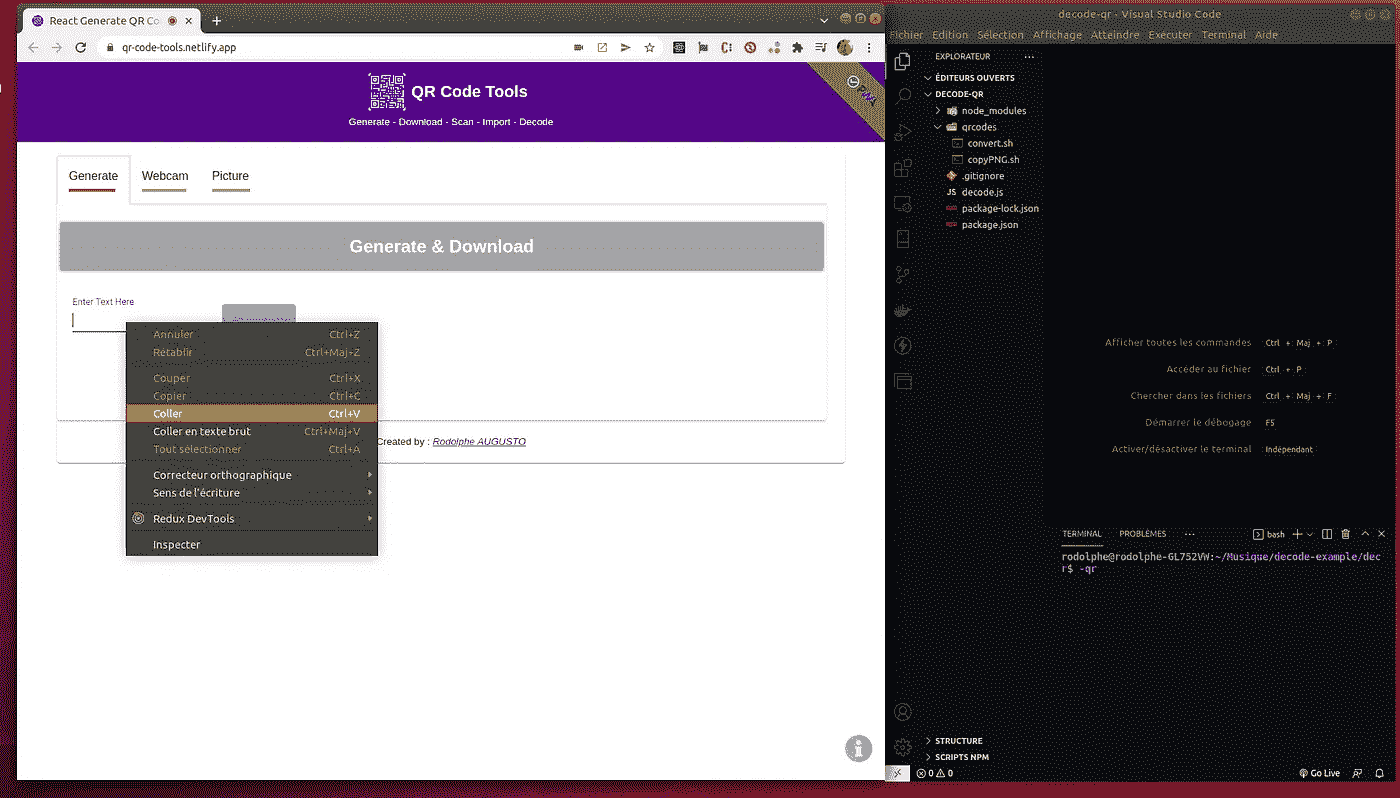 React Generate QR Co
qr-code-tools.netlify.app
QR Code Tools
Generate - Download - Scan - Import - Decode
Generate Webcam Picture
Generate & Download
Enter Text Here
Annuler Ctrl+Z
Rétablir Ctrl+Maj+Z
Couper Ctrl+X
Copier Ctrl+C
Coller Ctrl+V
Coller en texte brut Ctrl+Maj+V
Tout sélectionner Ctrl+A
Correcteur orthographique
Sens de l'écriture
Redux DevTools
Inspecter
Created by : Rodolphe AUGUSTO
decode-qr - Visual Studio Code
Fichier Edition Sélection Affichage Atteindre Exécuter Terminal Aide
EXPLORATEUR
ÉDITEURS OUVERTS
DECODE-QR
node_modules
qrcodes
convert.sh
copyPNG.sh
.gitignore
JS decode.js
package-lock.json
package.json
Afficher toutes les commandes Ctrl + Maj + P
Accéder au fichier Ctrl + P
Chercher dans les fichiers Ctrl + Maj + F
Démarrer le débogage F5
Activer/désactiver le terminal Indépendant
TERMINAL PROBLÈMES ... bash
rodolphe@rodolphe-GL752VW:~/Musique/decode-example/dec
r$ -qr
STRUCTURE
SCRIPTS NPM
0 0 Go Live